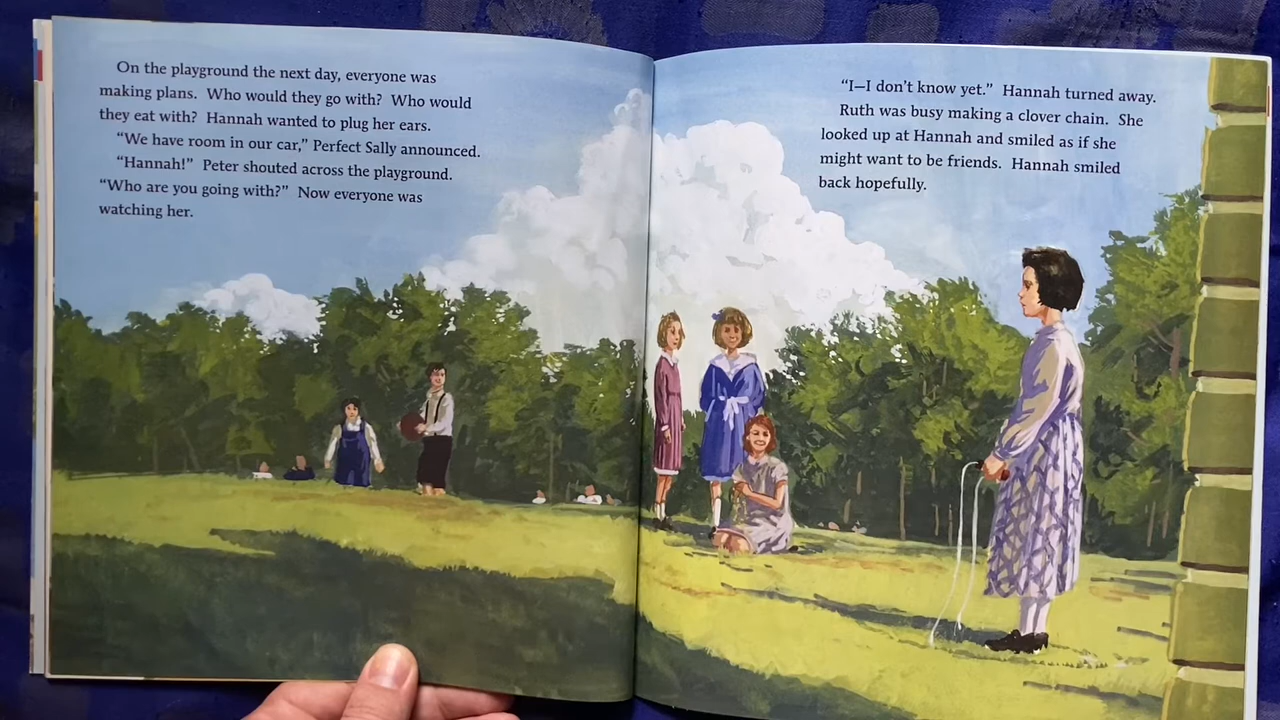 On the playground the next day, everyone was
making plans. Who would they go with? Who would
they eat with? Hannah wanted to plug her ears.
“We have room in our car,” Perfect Sally announced.
“Hannah!” Peter shouted across the playground.
“Who are you going with?” Now everyone was
watching her.
“I—I don’t know yet.” Hannah turned away.
Ruth was busy making a clover chain. She
looked up at Hannah and smiled as if she
might want to be friends. Hannah smiled
back hopefully.